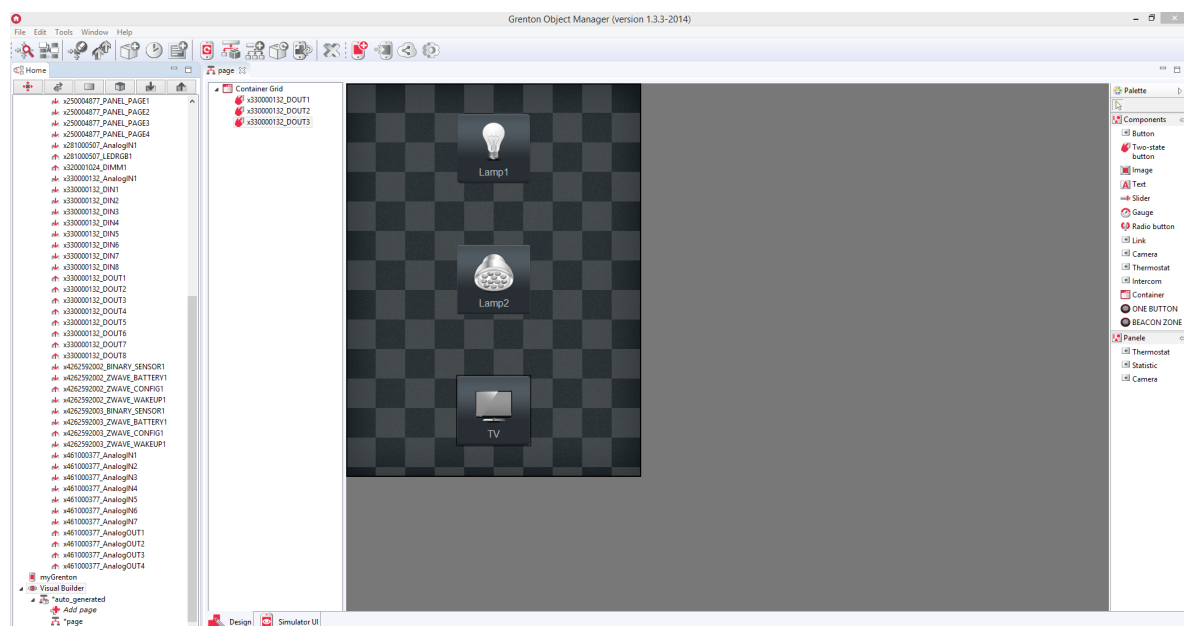 Grenton Object Manager (version 1.3.3-2014)
File Edit Tools Window Help
Home
page
x250004877_PANEL_PAGE1
x250004877_PANEL_PAGE2
x250004877_PANEL_PAGE3
x250004877_PANEL_PAGE4
x281000507_AnalogIN1
x281000507_LEDRGB1
x320001024_DIMM1
x330000132_AnalogIN1
x330000132_DIN1
x330000132_DIN2
x330000132_DIN3
x330000132_DIN4
x330000132_DIN5
x330000132_DIN6
x330000132_DIN7
x330000132_DIN8
x330000132_DOUT1
x330000132_DOUT2
x330000132_DOUT3
x330000132_DOUT4
x330000132_DOUT5
x330000132_DOUT6
x330000132_DOUT7
x330000132_DOUT8
x4262592002_BINARY_SENSOR1
x4262592002_ZWAVE_BATTERY1
x4262592002_ZWAVE_CONFIG1
x4262592002_ZWAVE_WAKEUP1
x4262592003_BINARY_SENSOR1
x4262592003_ZWAVE_BATTERY1
x4262592003_ZWAVE_CONFIG1
x4262592003_ZWAVE_WAKEUP1
x461000377_AnalogIN1
x461000377_AnalogIN2
x461000377_AnalogIN3
x461000377_AnalogIN4
x461000377_AnalogIN5
x461000377_AnalogIN6
x461000377_AnalogIN7
x461000377_AnalogOUT1
x461000377_AnalogOUT2
x461000377_AnalogOUT3
x461000377_AnalogOUT4
myGrenton
Visual Builder
*auto_generated
Add page
*page
Container Grid
x330000132_DOUT1
x330000132_DOUT2
x330000132_DOUT3
Lamp1
Lamp2
TV
Design
Simulator UI
Palette
Components
Button
Two-state
button
Image
Text
Slider
Gauge
Radio button
Link
Camera
Thermostat
Intercom
Container
ONE BUTTON
BEACON ZONE
Panele
Thermostat
Statistic
Camera